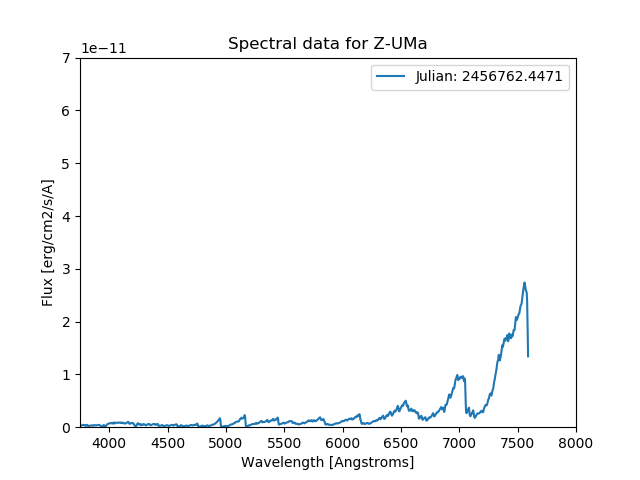 Spectral data for Z-UMa
1e−11
Julian: 2456762.4471
7
6
5
4
3
2
1
0
Flux [erg/cm2/s/A]
4000 4500 5000 5500 6000 6500 7000 7500 8000
Wavelength [Angstroms]